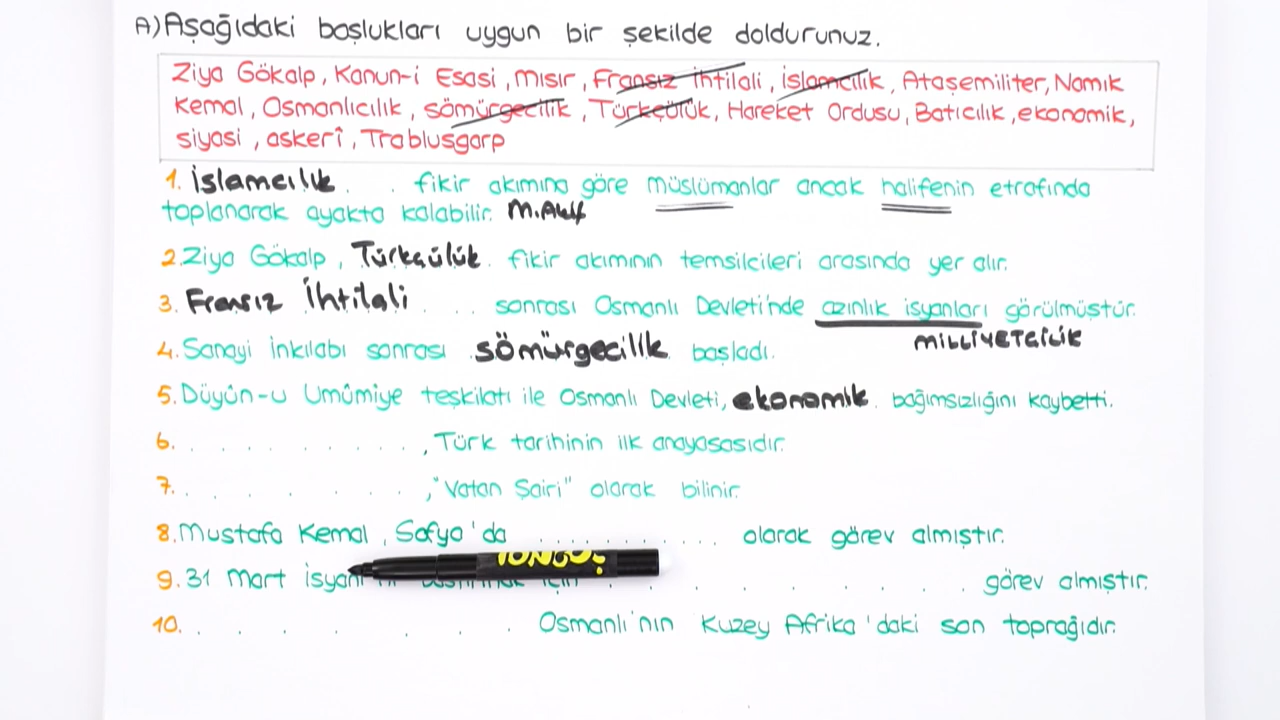 A) Aşağıdaki boşlukları uygun bir şekilde doldurunuz.
Ziya Gökalp, Kanun-i Esasi, Mısır, Fransız İhtilali, İslamcılık, Ataşemiliter, Namık
Kemal, Osmanlıcılık, sömürgecilik, Türkçülük, Hareket Ordusu, Batıcılık, ekonomik,
siyasi, askerî, Trablusgarp
1. İslamcılık . . fikir akımına göre müslümanlar ancak halifenin etrafında
toplanarak ayakta kalabilir. M.Akif
2. Ziya Gökalp, Türkçülük. fikir akımının temsilcileri arasında yer alır.
3. Fransız İhtilali . . . sonrası Osmanlı Devleti'nde azınlık isyanları görülmüştür.
MİLLİYETÇİLİK
4. Sanayi inkılabı sonrası . sömürgecilik başladı.
5. Düyûn-u Umûmiye teşkilatı ile Osmanlı Devleti, ekonomik. bağımsızlığını kaybetti.
6. . . . . . . . . . , Türk tarihinin ilk anayasasıdır.
7. . . . . . . , "Vatan Şairi" olarak bilinir.
8. Mustafa Kemal, Sofya'da . . . . . . . . . . olarak görev almıştır.
9. 31 Mart isyanı . . . . . . . görev almıştır.
TONGUÇ
10. . . . . . . . Osmanlı'nın Kuzey Afrika'daki son toprağıdır.